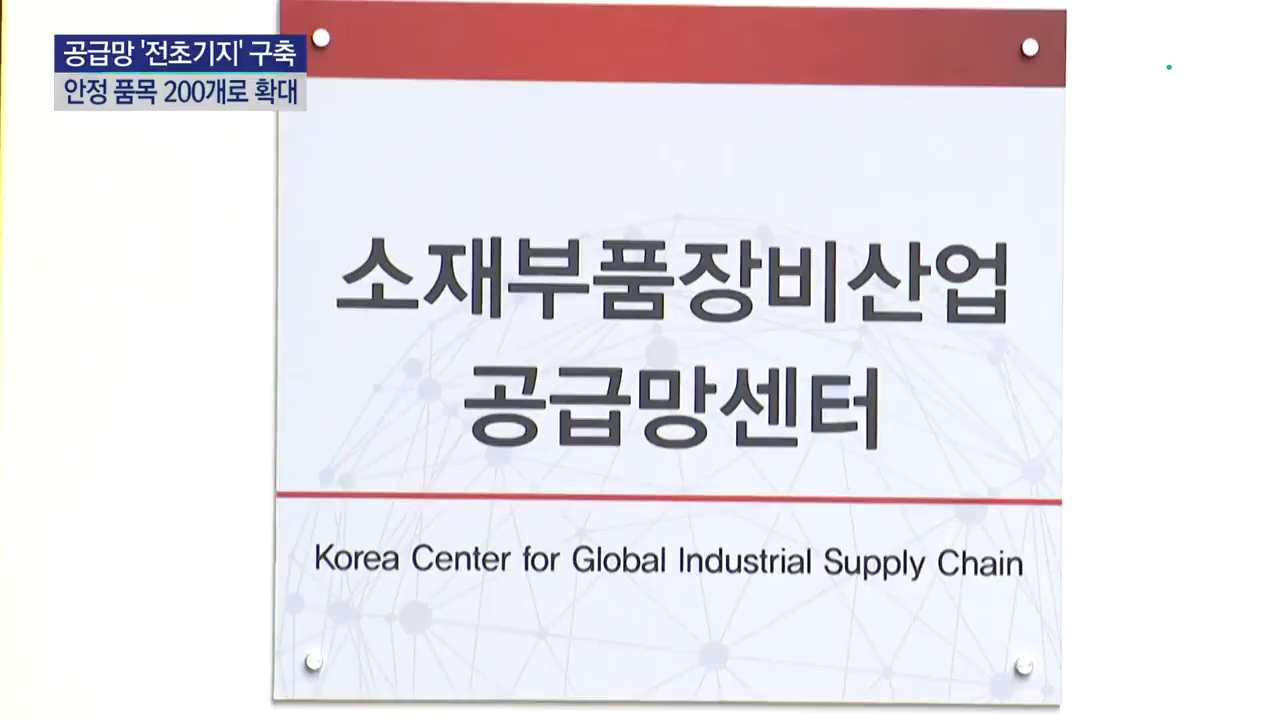 공급망 '전초기지' 구축
안정 품목 200개로 확대
소재부품장비산업
공급망센터
Korea Center for Global Industrial Supply Chain